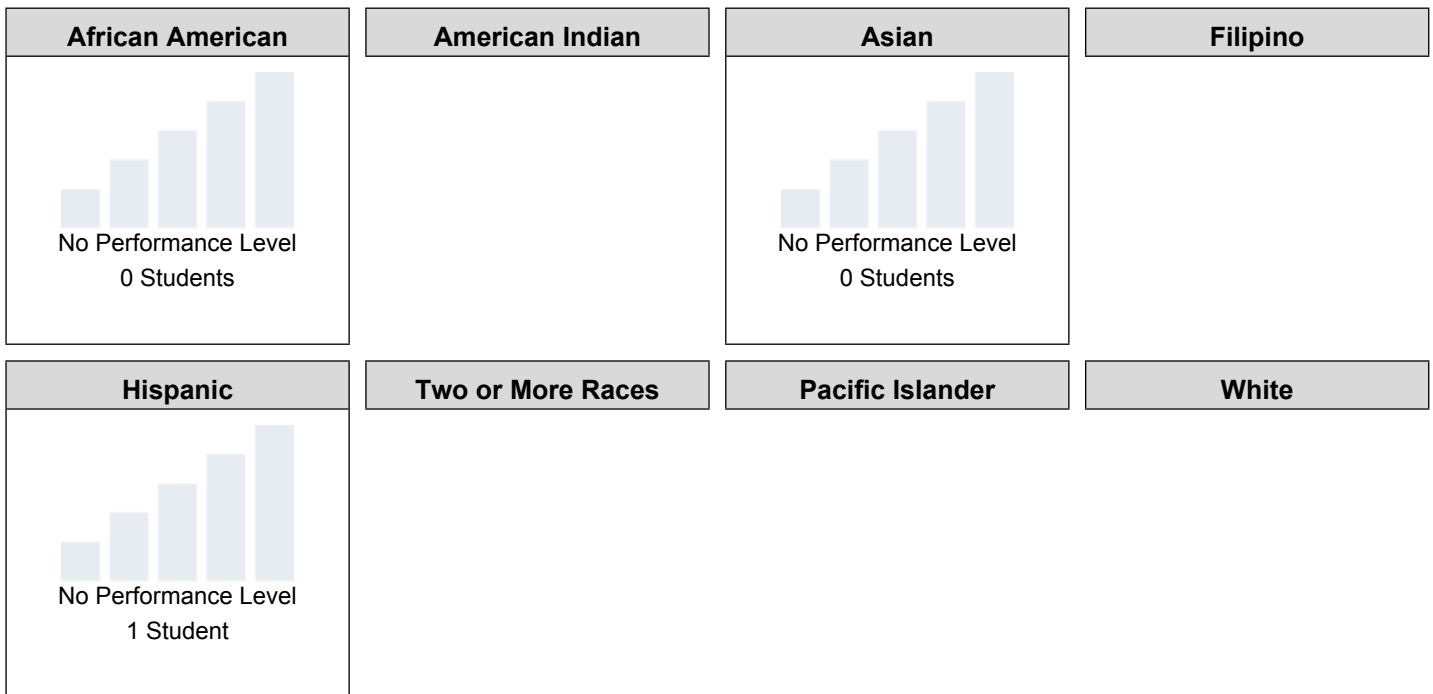 African American
American Indian
Asian
Filipino
No Performance Level
0 Students
No Performance Level
0 Students
Hispanic
Two or More Races
Pacific Islander
White
No Performance Level
1 Student